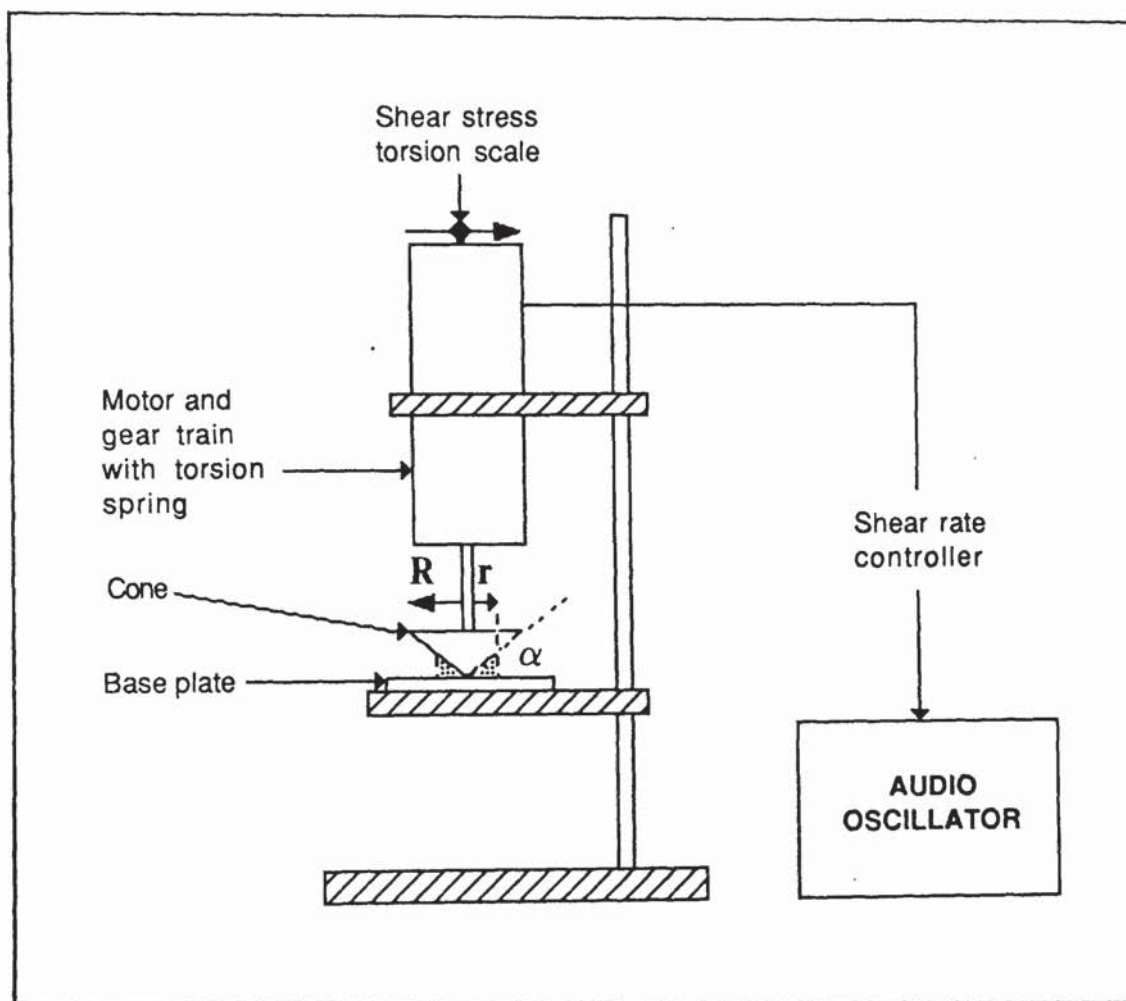 Shear stress
torsion scale
Motor and
gear train
with torsion
spring
Shear rate
controller
R r
Cone
α
Base plate
AUDIO
OSCILLATOR